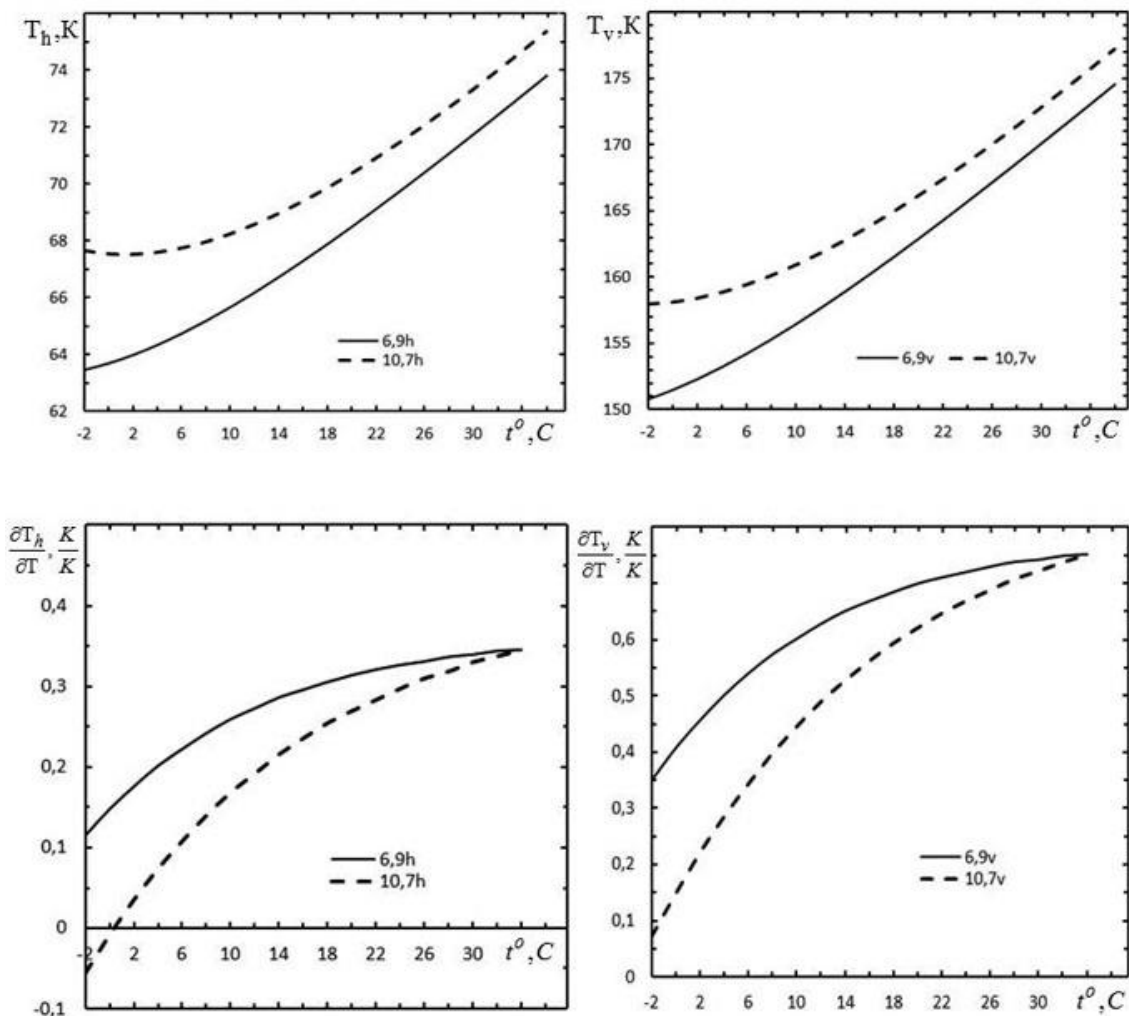 T_h,K
74
72
70
68
66
64
62
6,9h
10,7h
-2 2 6 10 14 18 22 26 30 t^o,C
T_v,K
175
170
165
160
155
150
6,9v 10,7v
-2 2 6 10 14 18 22 26 30 t^o,C
∂T_h/∂T, K/K
0,4
0,3
0,2
0,1
0
-0,1
6,9h
10,7h
-2 2 6 10 14 18 22 26 30 t^o,C
∂T_v/∂T, K/K
0,6
0,5
0,4
0,3
0,2
0,1
0
6,9v
10,7v
-2 2 6 10 14 18 22 26 30 t^o,C